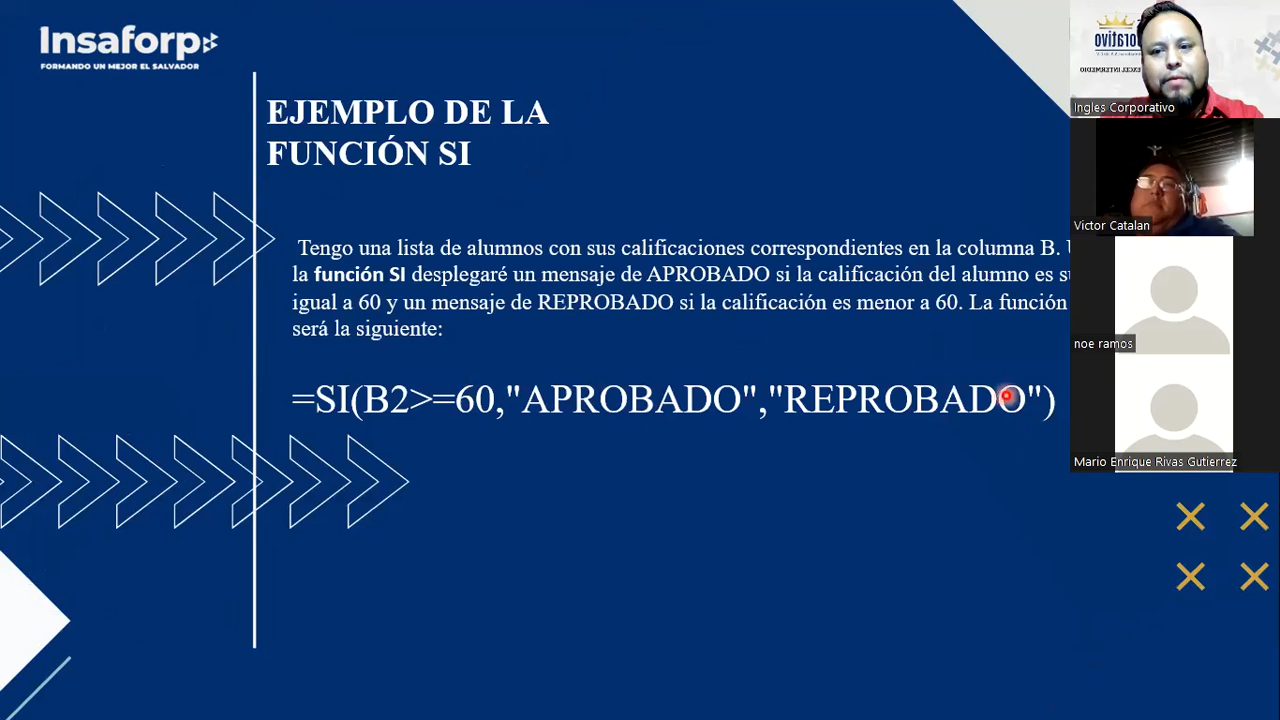 Insaforp
FORMANDO UN MEJOR EL SALVADOR
EJEMPLO DE LA
FUNCIÓN SI
Tengo una lista de alumnos con sus calificaciones correspondientes en la columna B.
la función SI desplegaré un mensaje de APROBADO si la calificación del alumno es
igual a 60 y un mensaje de REPROBADO si la calificación es menor a 60. La función
será la siguiente:
=SI(B2>=60,"APROBADO","REPROBADO")
Ingles Corporativo
Victor Catalan
noe ramos
Mario Enrique Rivas Gutierrez